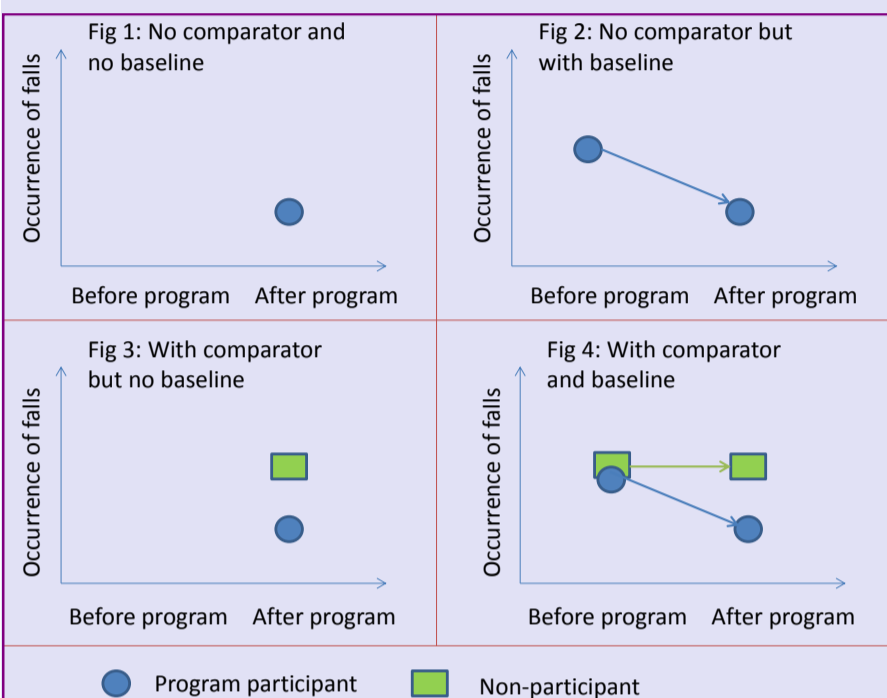 Fig 1: No comparator and
no baseline
Occurrence of falls
Before program
After program
Fig 2: No comparator but
with baseline
Occurrence of falls
Before program
After program
Fig 3: With comparator
but no baseline
Occurrence of falls
Before program
After program
Fig 4: With comparator
and baseline
Occurrence of falls
Before program
After program
Program participant
Non-participant